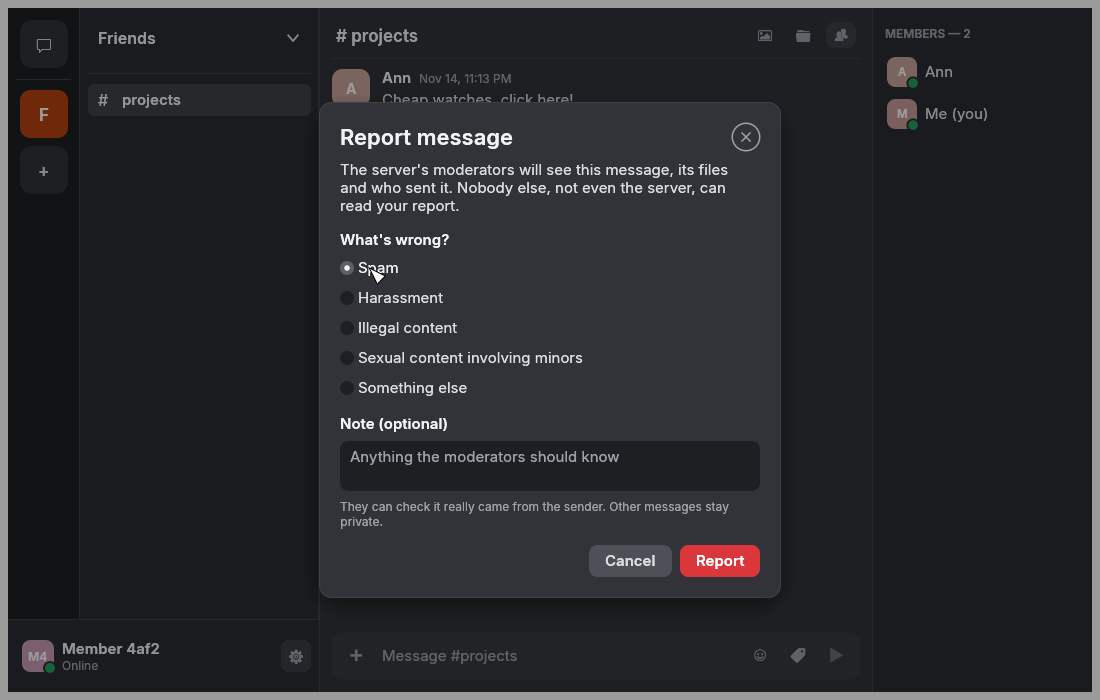 Friends
# projects
MEMBERS — 2
F
+
# projects
A
Ann Nov 14, 11:13 PM
Cheap watches, click here!
A
Ann
M
Me (you)
Report message
The server's moderators will see this message, its files
and who sent it. Nobody else, not even the server, can
read your report.
What's wrong?
Spam
Harassment
Illegal content
Sexual content involving minors
Something else
Note (optional)
Anything the moderators should know
They can check it really came from the sender. Other messages stay
private.
Cancel
Report
M4
Member 4af2
Online
+
Message #projects